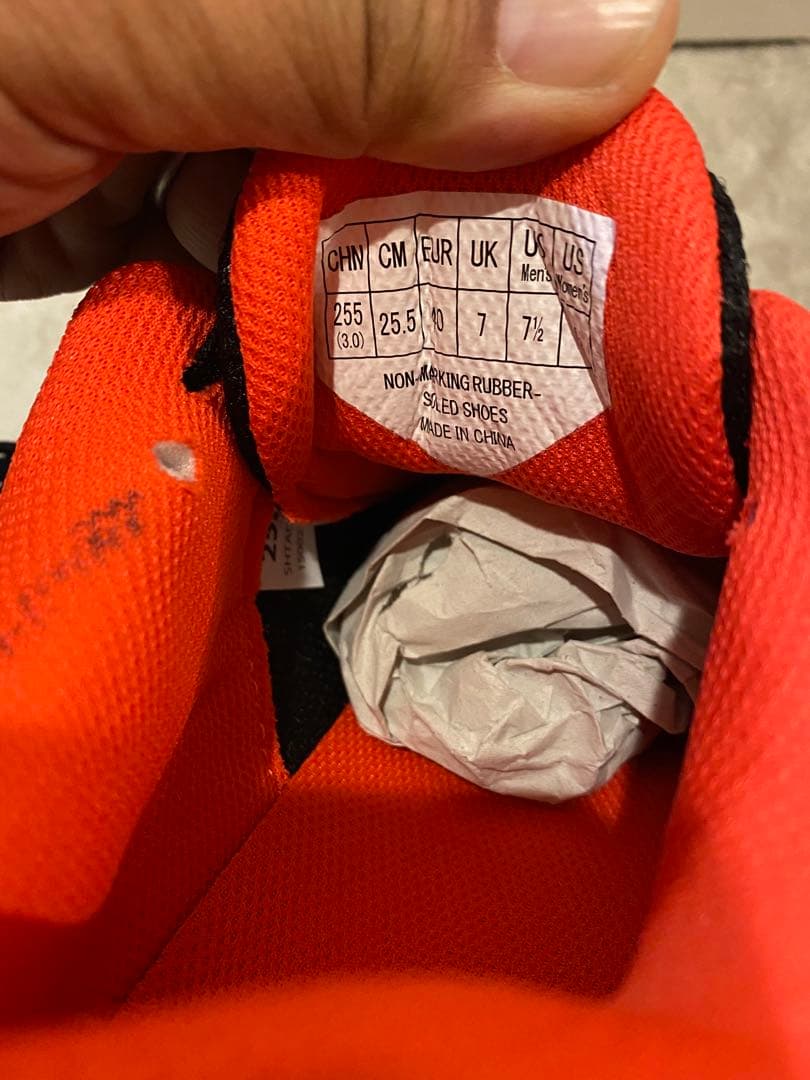 CHN CM EUR UK US Men's US Women's
255 (3.0) 25.5 40 7 7½
NON-MARKING RUBBER-
SOLED SHOES
MADE IN CHINA